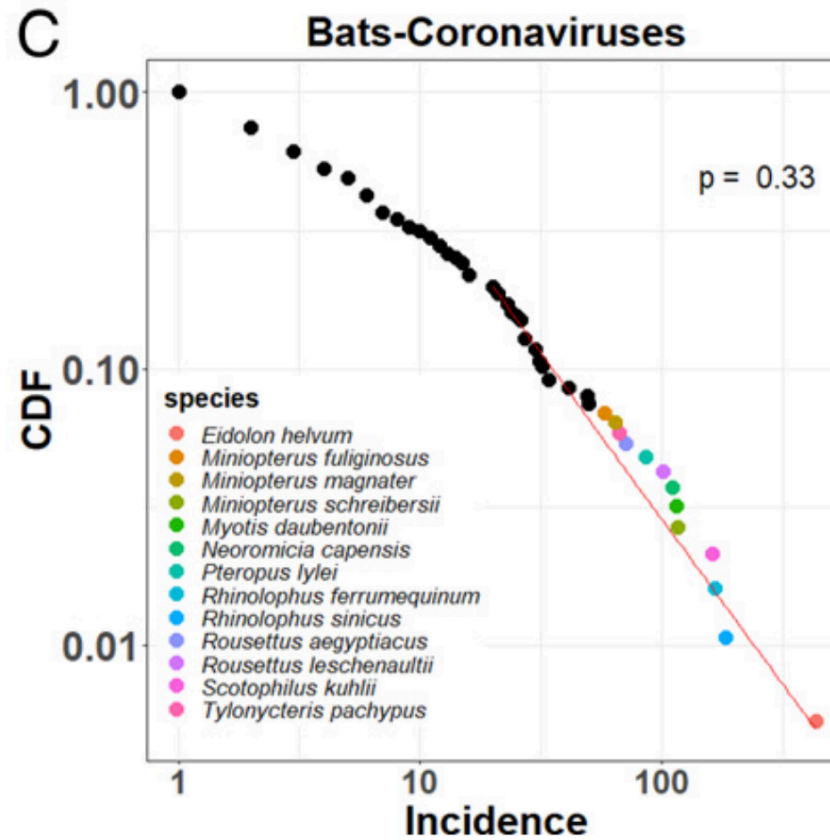 C
Bats-Coronaviruses
1.00
p = 0.33
0.10
CDF
species
Eidolon helvum
Miniopterus fuliginosus
Miniopterus magnater
Miniopterus schreibersii
Myotis daubentonii
Neoromicia capensis
Pteropus lylei
Rhinolophus ferrumequinum
Rhinolophus sinicus
Rousettus aegyptiacus
Rousettus leschenaultii
Scotophilus kuhlii
Tylonycteris pachypus
0.01
1 10 100
Incidence